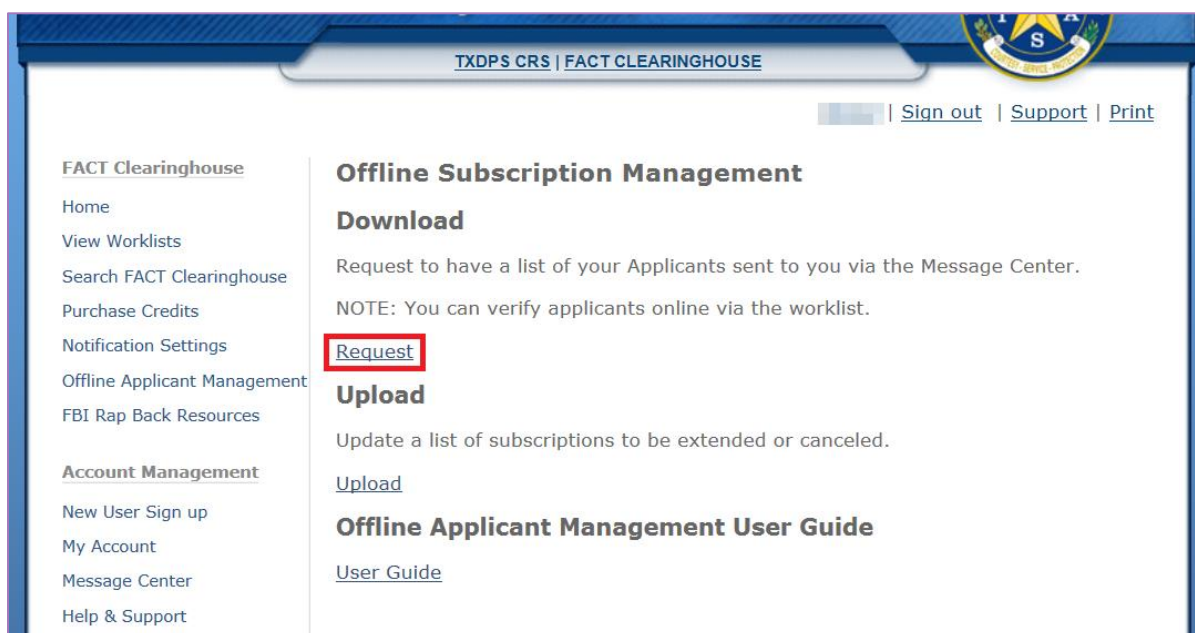 T A
S
COURTESY · SERVICE · PROTECTION
TXDPS CRS | FACT CLEARINGHOUSE
| Sign out | Support | Print
FACT Clearinghouse
Home
View Worklists
Search FACT Clearinghouse
Purchase Credits
Notification Settings
Offline Applicant Management
FBI Rap Back Resources
Account Management
New User Sign up
My Account
Message Center
Help & Support
Offline Subscription Management
Download
Request to have a list of your Applicants sent to you via the Message Center.
NOTE: You can verify applicants online via the worklist.
Request
Upload
Update a list of subscriptions to be extended or canceled.
Upload
Offline Applicant Management User Guide
User Guide